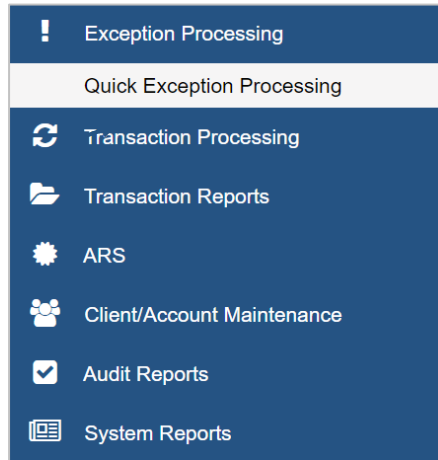 Exception Processing
Quick Exception Processing
Transaction Processing
Transaction Reports
ARS
Client/Account Maintenance
Audit Reports
System Reports